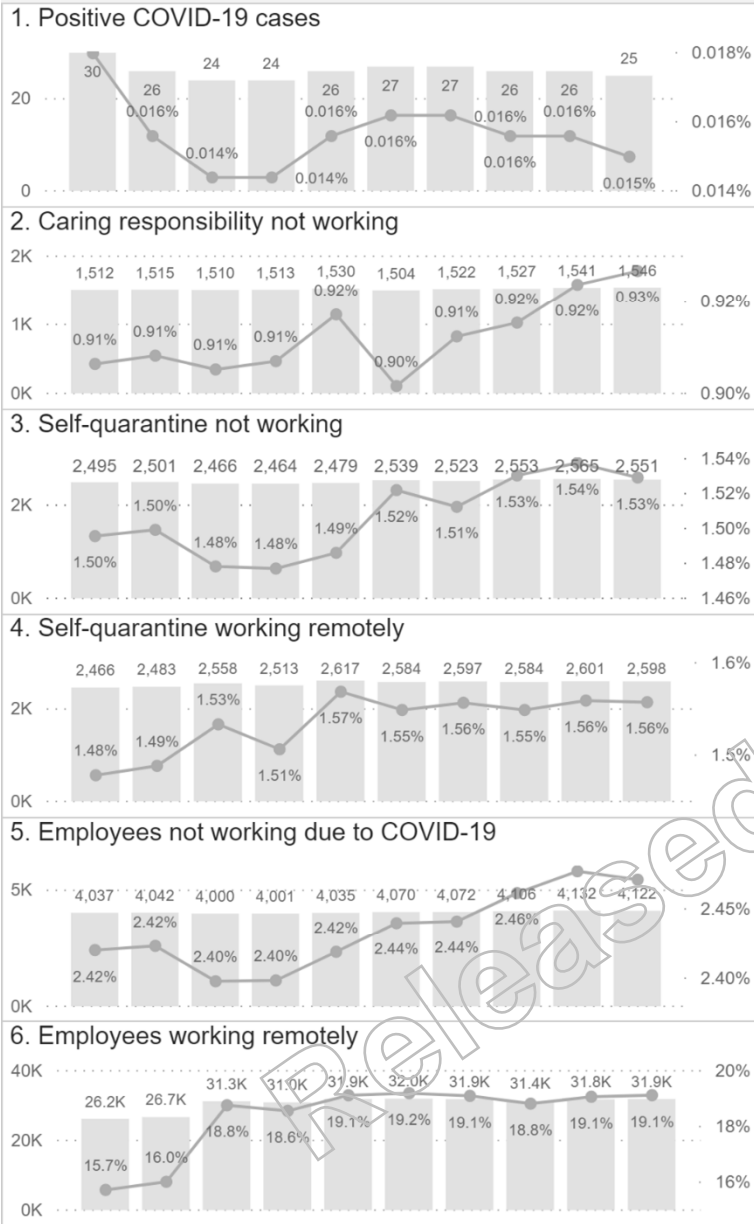 1. Positive COVID-19 cases
30 26 24 24 26 27 27 26 26 25
0.016% 0.014% 0.014% 0.016% 0.016% 0.016% 0.016% 0.016% 0.015%
20
0
0.018%
0.016%
0.014%
2. Caring responsibility not working
2K
1K
0K
1,512 1,515 1,510 1,513 1,530 1,504 1,522 1,527 1,541 1,546
0.91% 0.91% 0.91% 0.91% 0.92% 0.90% 0.91% 0.92% 0.92% 0.93%
0.92%
0.90%
3. Self-quarantine not working
2,495 2,501 2,466 2,464 2,479 2,539 2,523 2,553 2,565 2,551
1.50% 1.50% 1.48% 1.48% 1.49% 1.52% 1.51% 1.53% 1.54% 1.53%
2K
0K
1.54%
1.52%
1.50%
1.48%
1.46%
4. Self-quarantine working remotely
2,466 2,483 2,558 2,513 2,617 2,584 2,597 2,584 2,601 2,598
1.48% 1.49% 1.53% 1.51% 1.57% 1.55% 1.56% 1.55% 1.56% 1.56%
2K
0K
1.6%
1.5%
5. Employees not working due to COVID-19
5K
0K
4,037 4,042 4,000 4,001 4,035 4,070 4,072 4,106 4,132 4,122
2.42% 2.42% 2.40% 2.40% 2.42% 2.44% 2.44% 2.46%
2.45%
2.40%
6. Employees working remotely
40K
20K
0K
26.2K 26.7K 31.3K 31.0K 31.9K 32.0K 31.9K 31.4K 31.8K 31.9K
15.7% 16.0% 18.8% 18.6% 19.1% 19.2% 19.1% 18.8% 19.1% 19.1%
20%
18%
16%
Released